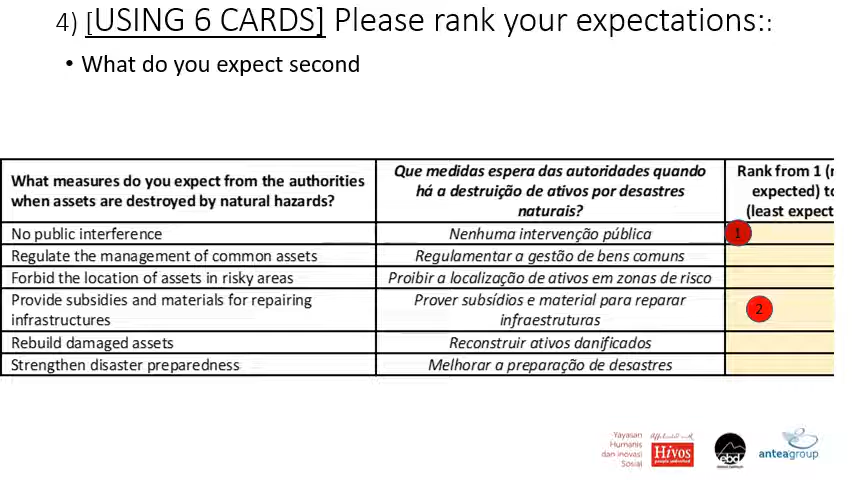 4) [USING 6 CARDS] Please rank your expectations::
• What do you expect second
What measures do you expect from the authorities
when assets are destroyed by natural hazards?
Que medidas espera das autoridades quando
há a destruição de ativos por desastres
naturais?
Rank from 1 (
expected) to
(least expect
No public interference
Nenhuma intervenção pública
1
Regulate the management of common assets
Regulamentar a gestão de bens comuns
Forbid the location of assets in risky areas
Proibir a localização de ativos em zonas de risco
Provide subsidies and materials for repairing
infrastructures
Prover subsídios e material para reparar
infraestruturas
2
Rebuild damaged assets
Reconstruir ativos danificados
Strengthen disaster preparedness
Melhorar a preparação de desastres
Yayasan
Humanis
dan inovasi
Sosial
Hivos
people unlimited
ebd
anteagroup